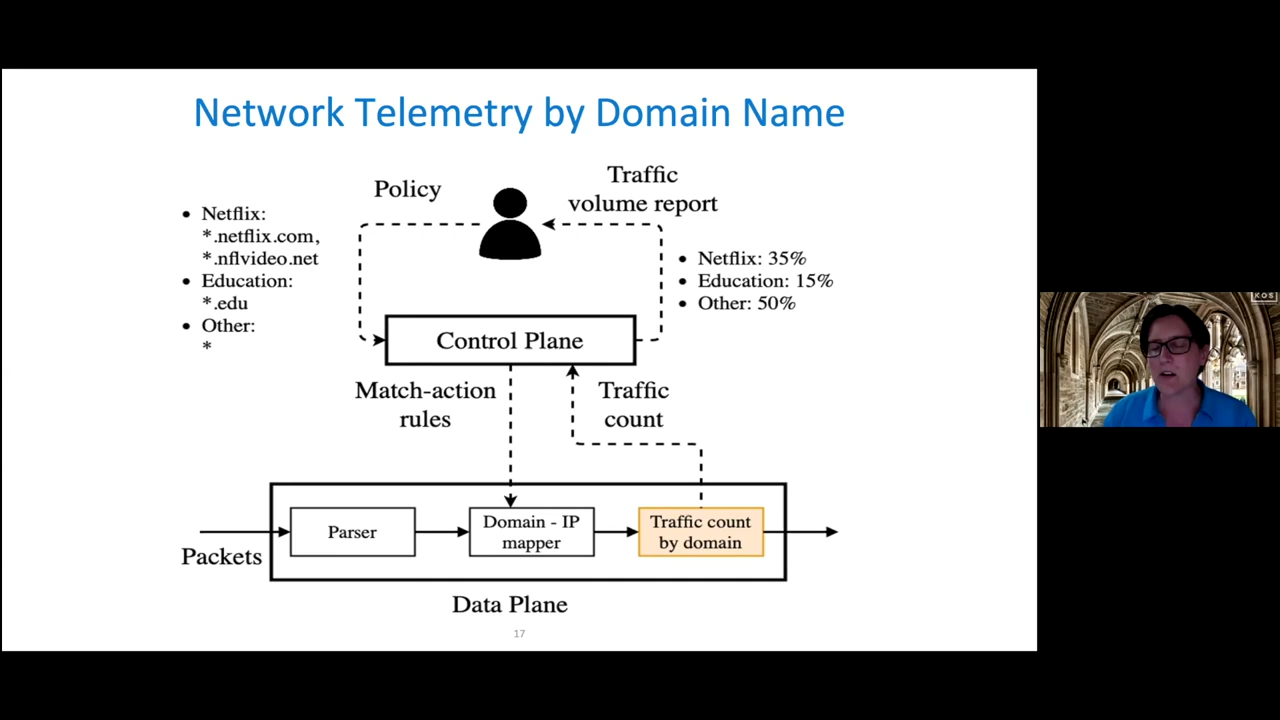 Network Telemetry by Domain Name
Policy
Traffic
volume report
• Netflix:
*.netflix.com,
*.nflvideo.net
• Education:
*.edu
• Other:
*
• Netflix: 35%
• Education: 15%
• Other: 50%
Control Plane
Match-action
rules
Traffic
count
Packets
Parser
Domain - IP
mapper
Traffic count
by domain
Data Plane
17
KOS